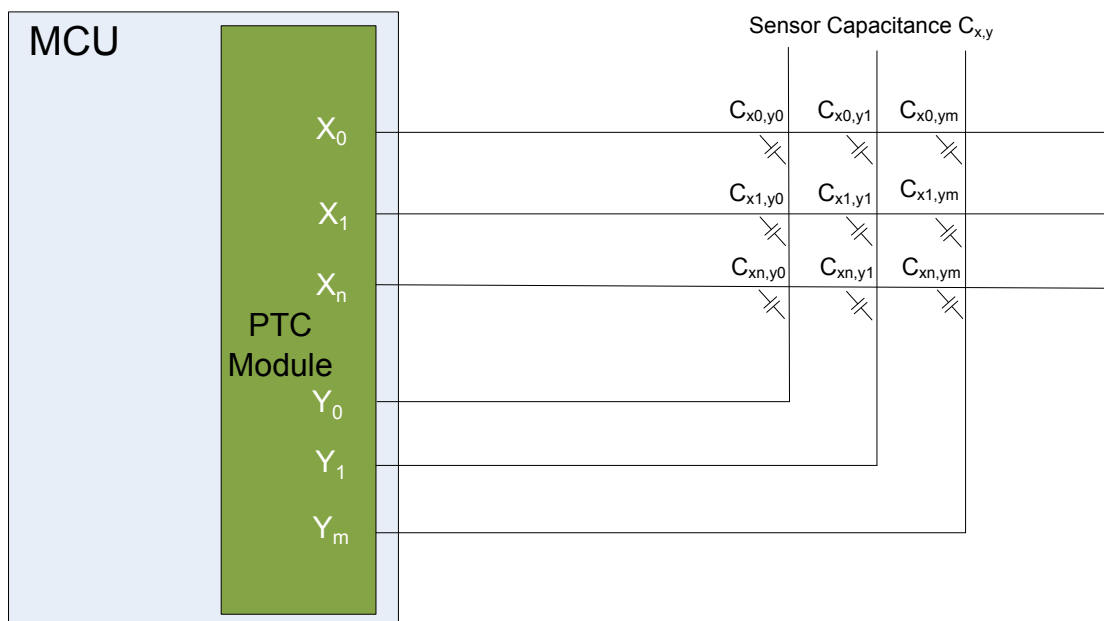 MCU
Sensor Capacitance Cx,y
X0
Cx0,y0 Cx0,y1 Cx0,ym
X1
Cx1,y0 Cx1,y1 Cx1,ym
Xn
Cxn,y0 Cxn,y1 Cxn,ym
PTC
Module
Y0
Y1
Ym